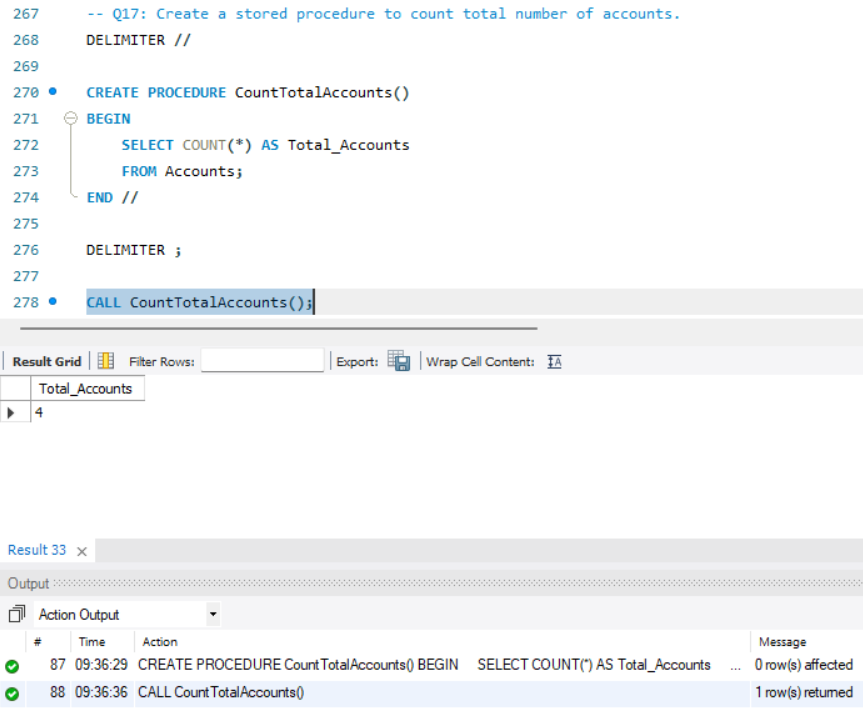 267 -- Q17: Create a stored procedure to count total number of accounts.
268 DELIMITER //
269
270 CREATE PROCEDURE CountTotalAccounts()
271 BEGIN
272 SELECT COUNT(*) AS Total_Accounts
273 FROM Accounts;
274 END //
275
276 DELIMITER ;
277
278 CALL CountTotalAccounts();
Result Grid Filter Rows: Export: Wrap Cell Content: IA
Total_Accounts
4
Result 33 ×
Output
Action Output
# Time Action Message
87 09:36:29 CREATE PROCEDURE CountTotalAccounts() BEGIN SELECT COUNT(*) AS Total_Accounts ... 0 row(s) affected
88 09:36:36 CALL CountTotalAccounts() 1 row(s) returned